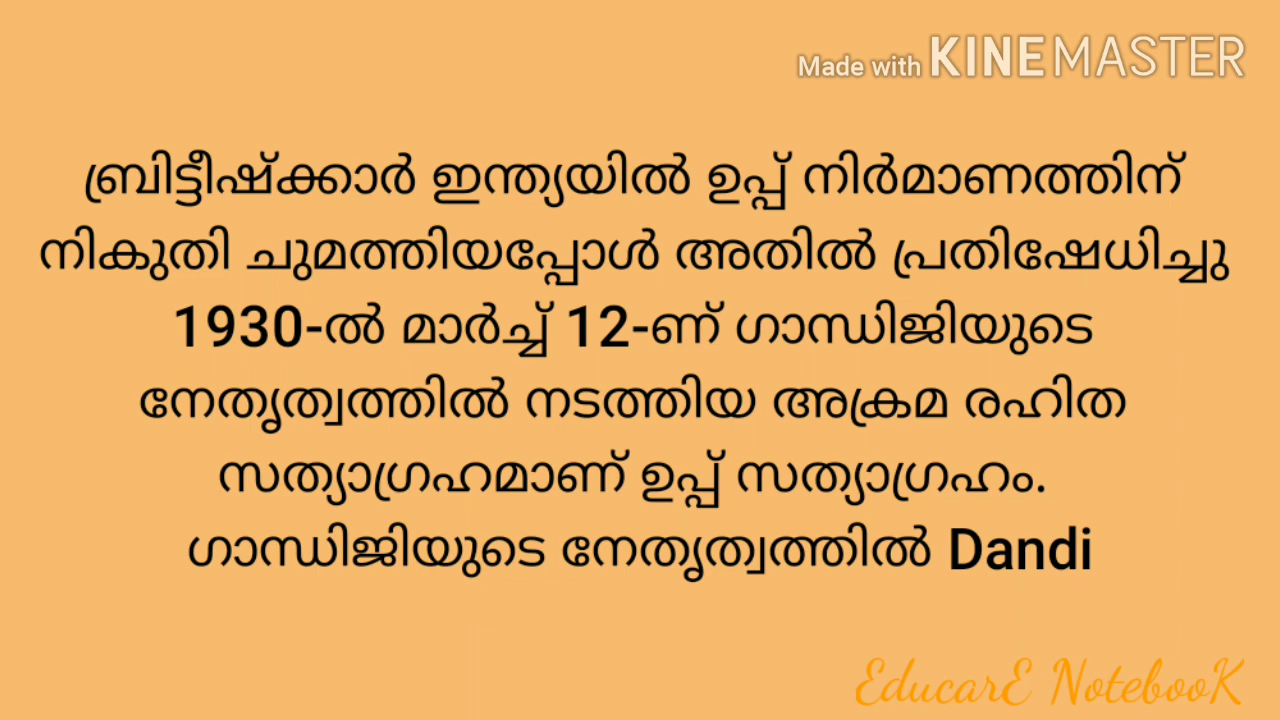 Made with KINEMASTER
ബ്രിട്ടീഷ്ക്കാർ ഇന്ത്യയിൽ ഉപ്പ് നിർമാണത്തിന്
നികുതി ചുമത്തിയപ്പോൾ അതിൽ പ്രതിഷേധിച്ചു
1930-ൽ മാർച്ച് 12-ണ് ഗാന്ധിജിയുടെ
നേതൃത്വത്തിൽ നടത്തിയ അക്രമ രഹിത
സത്യാഗ്രഹമാണ് ഉപ്പ് സത്യാഗ്രഹം.
ഗാന്ധിജിയുടെ നേതൃത്വത്തിൽ Dandi
EducarE NotebooK